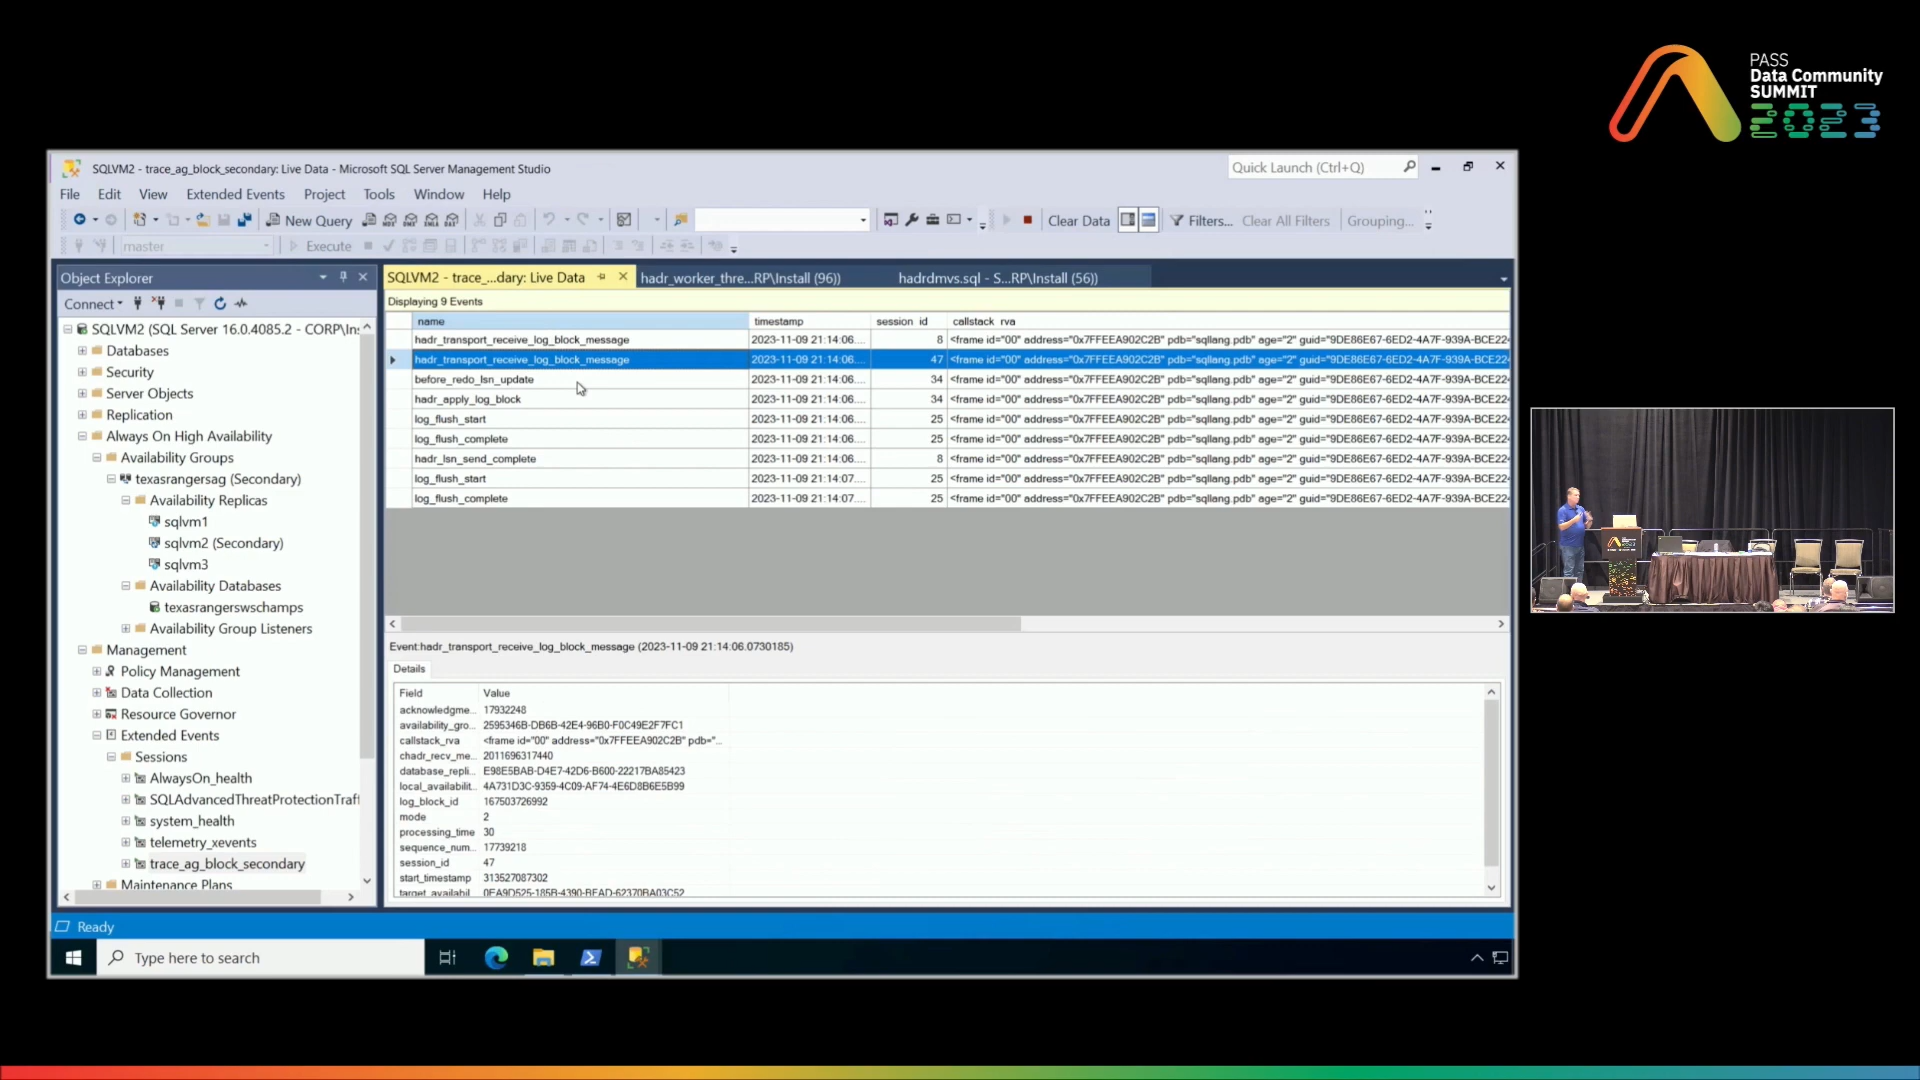 PASS
Data Community
SUMMIT
2023
SQLVM2 - trace_ag_block_secondary: Live Data - Microsoft SQL Server Management Studio
Quick Launch (Ctrl+Q)
File Edit View Extended Events Project Tools Window Help
New Query
Clear Data Filters... Clear All Filters Grouping...
master Execute
Object Explorer
Connect
SQLVM2 (SQL Server 16.0.4085.2 - CORP\Ins
Databases
Security
Server Objects
Replication
Always On High Availability
Availability Groups
texasrangersag (Secondary)
Availability Replicas
sqlvm1
sqlvm2 (Secondary)
sqlvm3
Availability Databases
texasrangerswschamps
Availability Group Listeners
Management
Policy Management
Data Collection
Resource Governor
Extended Events
Sessions
AlwaysOn_health
SQLAdvancedThreatProtectionTraff
system_health
telemetry_xevents
trace_ag_block_secondary
Maintenance Plans
SQLVM2 - trace_...dary: Live Data hadr_worker_thre...RP\Install (96)) hadrdmvs.sql - S...RP\Install (56))
Displaying 9 Events
name timestamp session_id callstack_rva
hadr_transport_receive_log_block_message 2023-11-09 21:14:06.... 8 <frame id="00" address="0x7FFEEA902C2B" pdb="sqllang.pdb" age="2" guid="9DE86E67-6ED2-4A7F-939A-BCE224
hadr_transport_receive_log_block_message 2023-11-09 21:14:06.... 47 <frame id="00" address="0x7FFEEA902C2B" pdb="sqllang.pdb" age="2" guid="9DE86E67-6ED2-4A7F-939A-BCE224
before_redo_lsn_update 2023-11-09 21:14:06.... 34 <frame id="00" address="0x7FFEEA902C2B" pdb="sqllang.pdb" age="2" guid="9DE86E67-6ED2-4A7F-939A-BCE224
hadr_apply_log_block 2023-11-09 21:14:06.... 34 <frame id="00" address="0x7FFEEA902C2B" pdb="sqllang.pdb" age="2" guid="9DE86E67-6ED2-4A7F-939A-BCE224
log_flush_start 2023-11-09 21:14:06.... 25 <frame id="00" address="0x7FFEEA902C2B" pdb="sqllang.pdb" age="2" guid="9DE86E67-6ED2-4A7F-939A-BCE224
log_flush_complete 2023-11-09 21:14:06.... 25 <frame id="00" address="0x7FFEEA902C2B" pdb="sqllang.pdb" age="2" guid="9DE86E67-6ED2-4A7F-939A-BCE224
hadr_lsn_send_complete 2023-11-09 21:14:06.... 8 <frame id="00" address="0x7FFEEA902C2B" pdb="sqllang.pdb" age="2" guid="9DE86E67-6ED2-4A7F-939A-BCE224
log_flush_start 2023-11-09 21:14:07.... 25 <frame id="00" address="0x7FFEEA902C2B" pdb="sqllang.pdb" age="2" guid="9DE86E67-6ED2-4A7F-939A-BCE224
log_flush_complete 2023-11-09 21:14:07.... 25 <frame id="00" address="0x7FFEEA902C2B" pdb="sqllang.pdb" age="2" guid="9DE86E67-6ED2-4A7F-939A-BCE224
Event:hadr_transport_receive_log_block_message (2023-11-09 21:14:06.0730185)
Details
Field Value
acknowledgme... 17932248
availability_gro... 2595346B-DB6B-42E4-96B0-F0C49E2F7FC1
callstack_rva <frame id="00" address="0x7FFEEA902C2B" pdb="...
chadr_recv_me... 2011696317440
database_repli... E98E5BAB-D4E7-42D6-B600-22217BA85423
local_availabilit... 4A731D3C-9359-4C09-AF74-4E6D8B6E5B99
log_block_id 167503726992
mode 2
processing_time 30
sequence_num... 17739218
session_id 47
start_timestamp 313527087302
target_availabil... 0EA9D525-185B-4390-BEAD-62370BA03C52
Ready
Type here to search